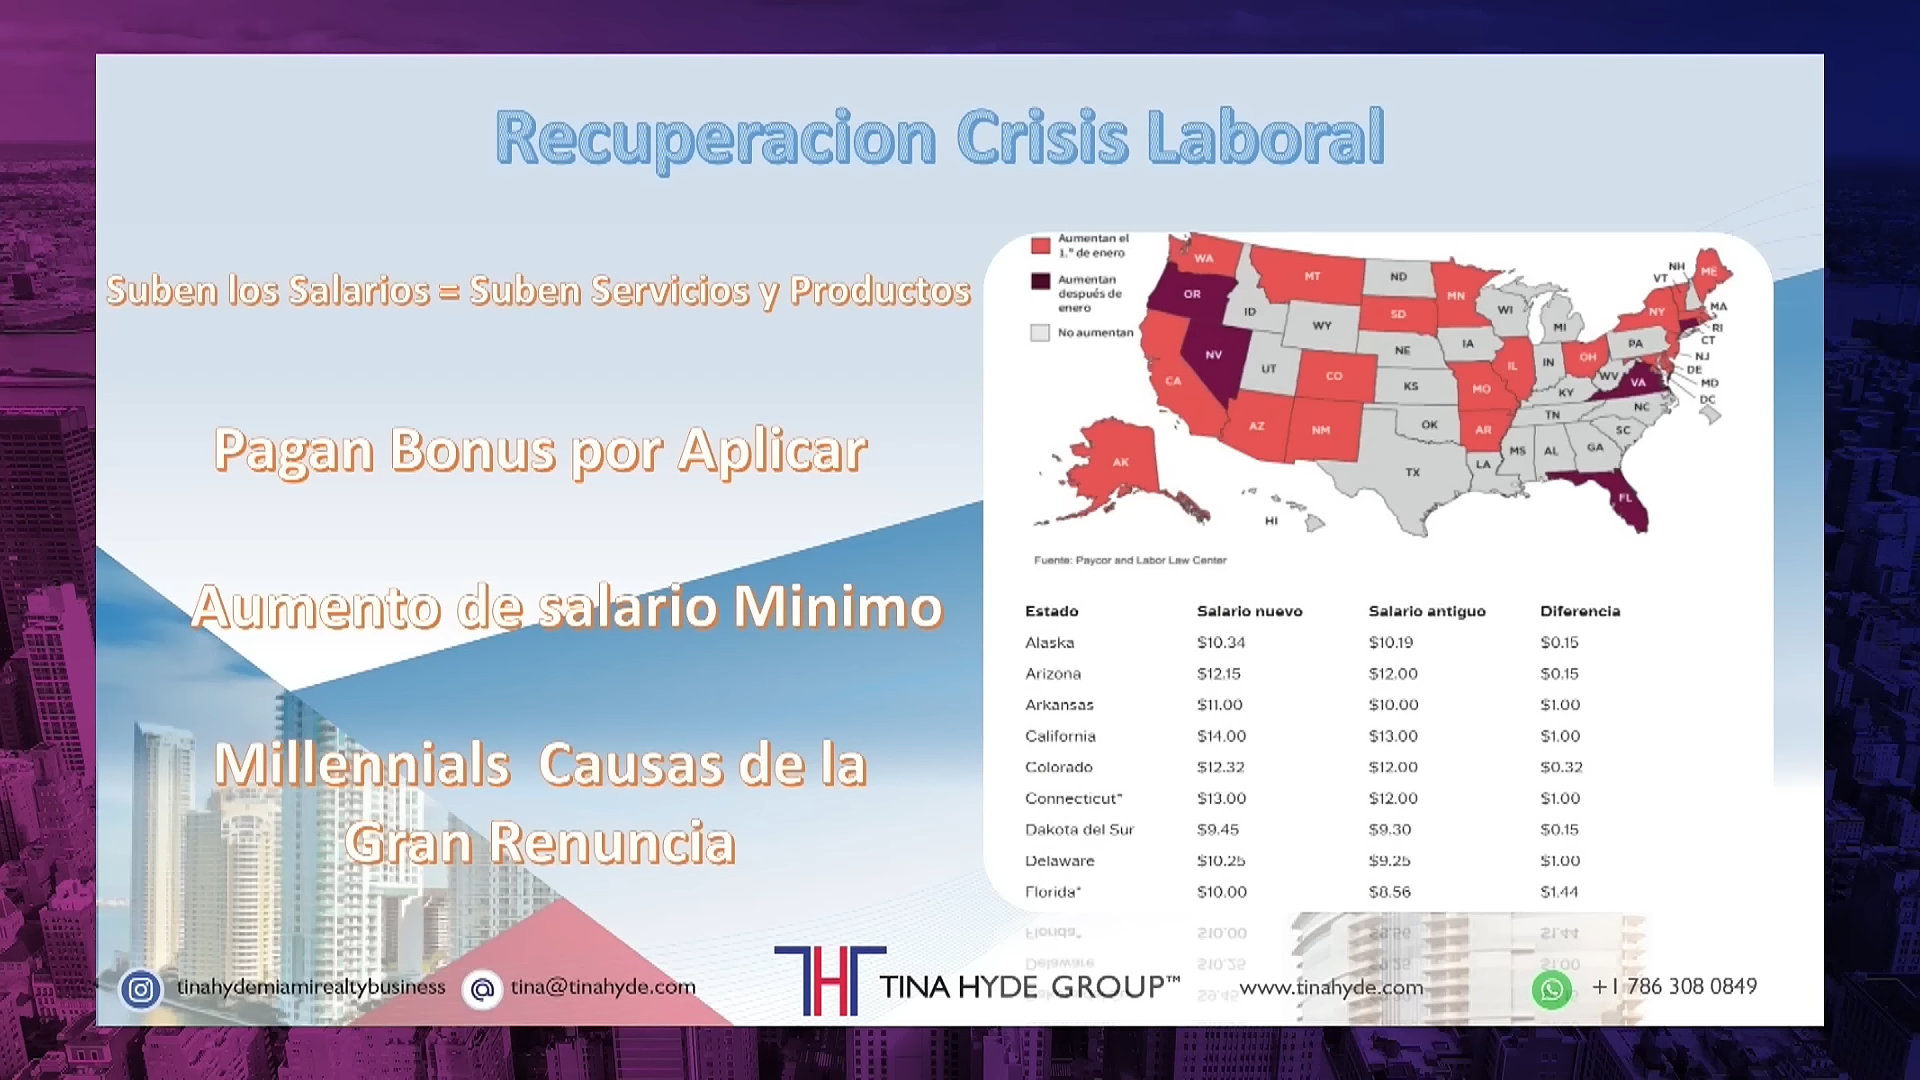 Recuperacion Crisis Laboral
Suben los Salarios = Suben Servicios y Productos
Pagan Bonus por Aplicar
Aumento de salario Minimo
Millennials Causas de la
Gran Renuncia
Aumentan el
1.° de enero
Aumentan
después de
enero
No aumentan
WA
OR
CA
NV
ID
MT
WY
UT
AZ
CO
NM
ND
SD
NE
KS
OK
TX
MN
IA
MO
AR
LA
WI
IL
MI
IN
OH
KY
TN
MS
AL
GA
FL
SC
NC
VA
WV
PA
NY
VT
NH
ME
MA
RI
CT
NJ
DE
MD
DC
AK
HI
Fuente: Paycor and Labor Law Center
Estado Salario nuevo Salario antiguo Diferencia
Alaska $10.34 $10.19 $0.15
Arizona $12.15 $12.00 $0.15
Arkansas $11.00 $10.00 $1.00
California $14.00 $13.00 $1.00
Colorado $12.32 $12.00 $0.32
Connecticut* $13.00 $12.00 $1.00
Dakota del Sur $9.45 $9.30 $0.15
Delaware $10.25 $9.25 $1.00
Florida* $10.00 $8.56 $1.44
tinahydemiamirealtybusiness tina@tinahyde.com TINA HYDE GROUP™ www.tinahyde.com +1 786 308 0849